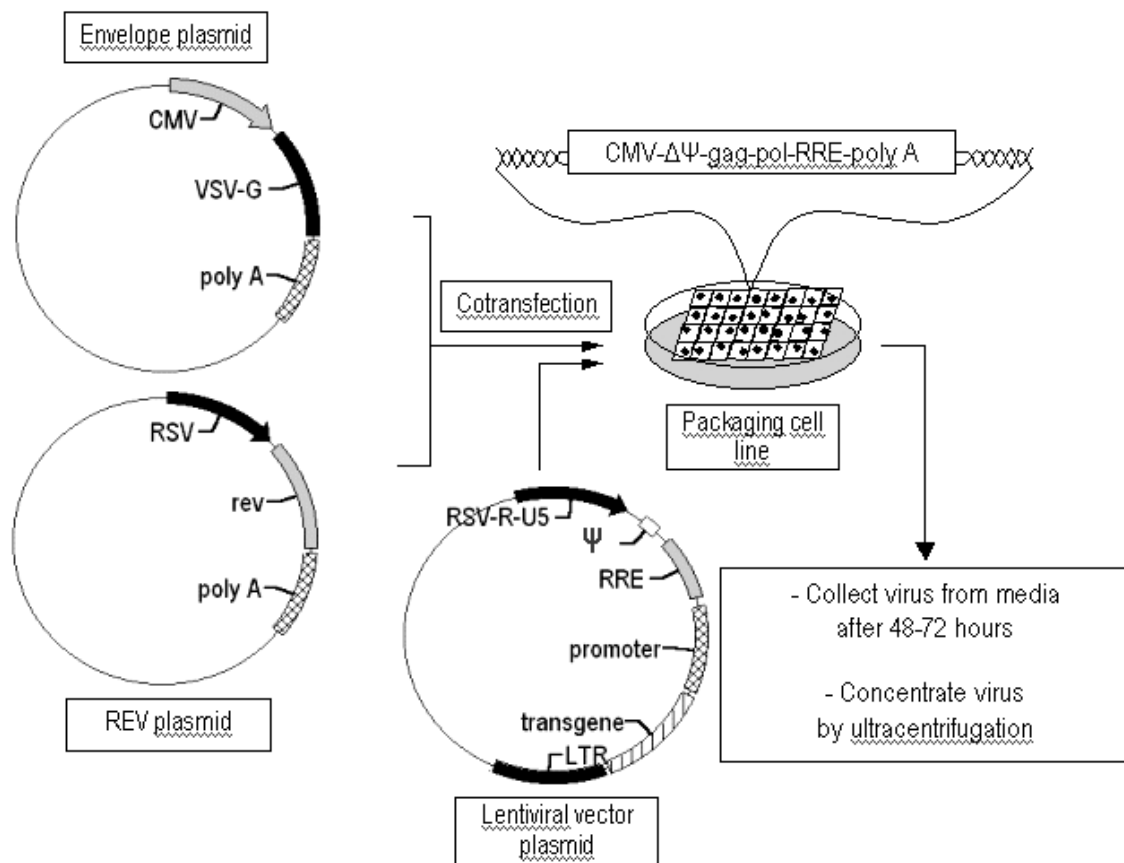 Envelope plasmid
CMV
VSV-G
poly A
CMV-ΔΨ-gag-pol-RRE-poly A
Cotransfection
Packaging cell
line
RSV
rev
poly A
REV plasmid
RSV-R-U5
Ψ
RRE
promoter
transgene
LTR
Lentiviral vector
plasmid
- Collect virus from media
after 48-72 hours
- Concentrate virus
by ultracentrifugation